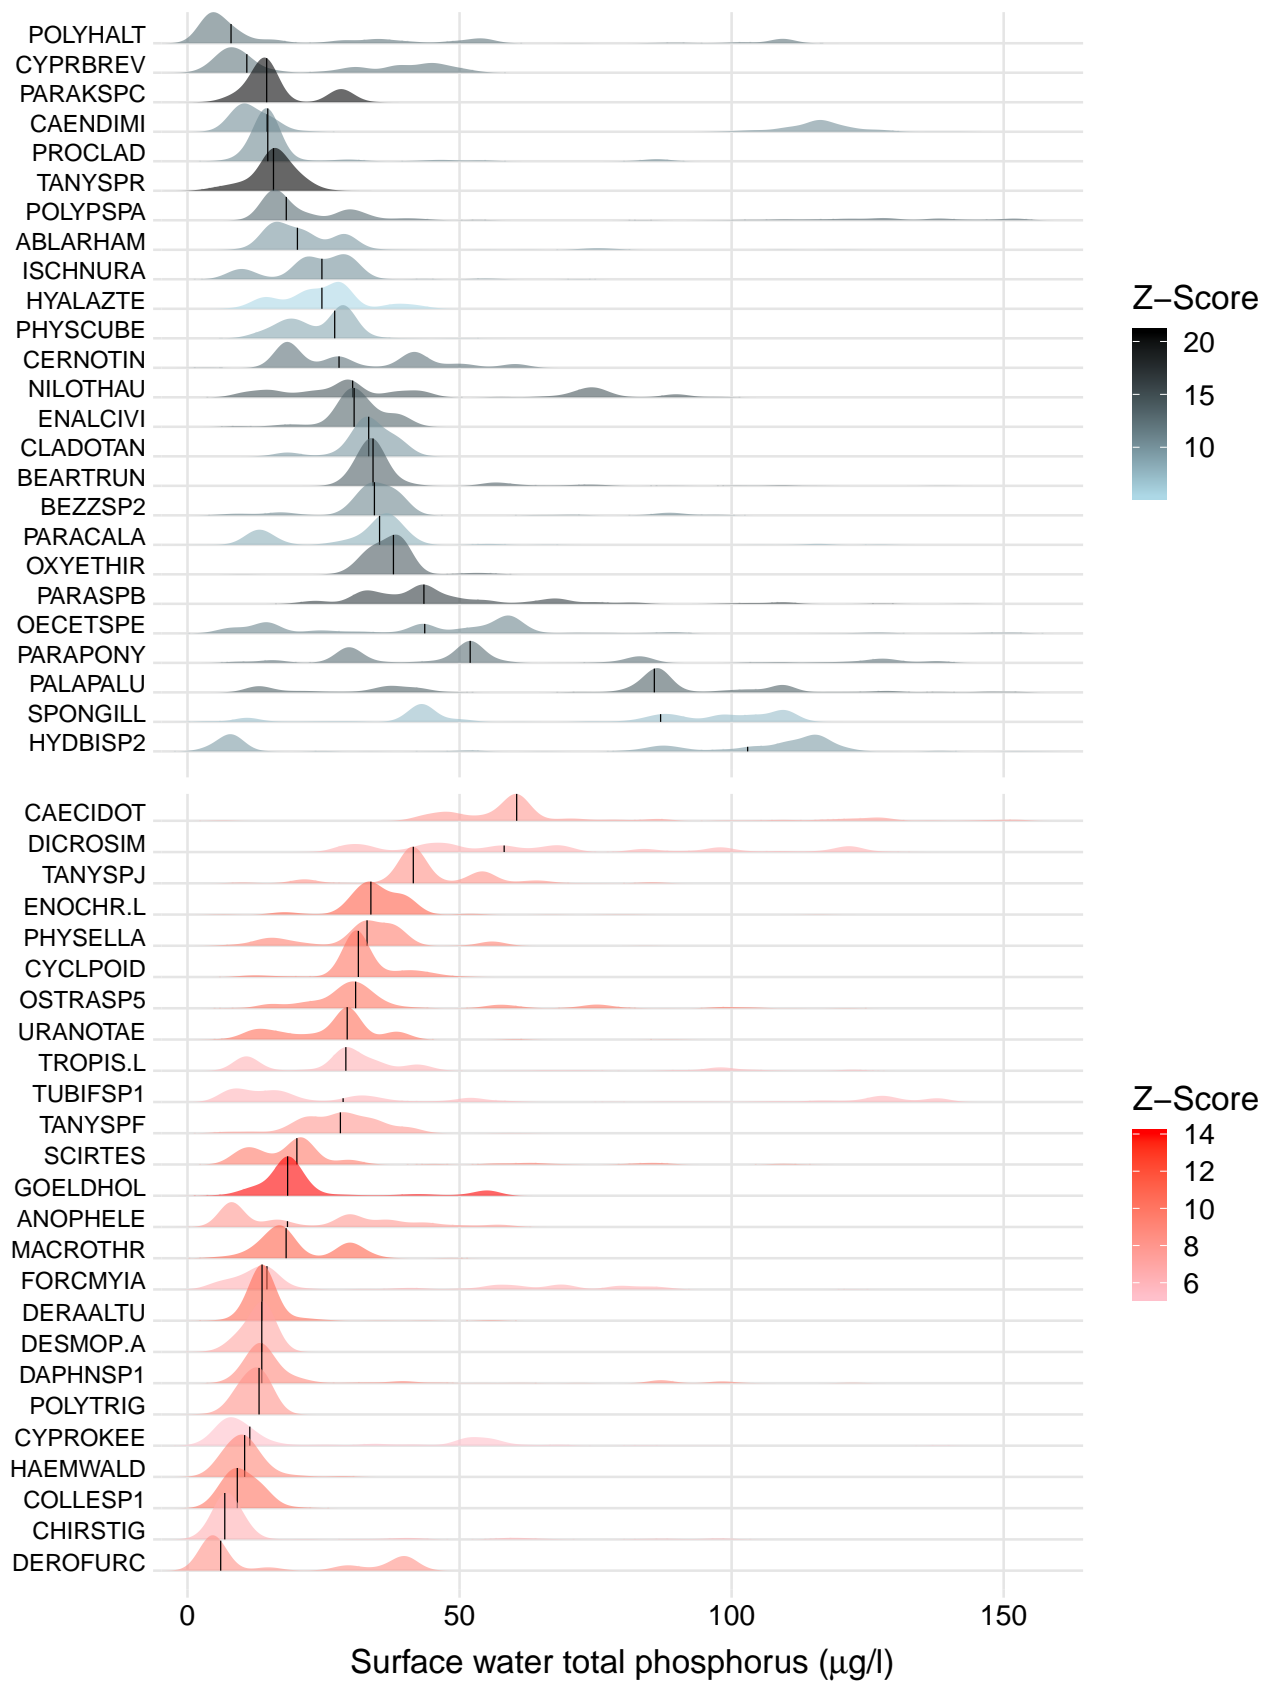 POLYHALT
CYPRBREV
PARAKSPC
CAENDIMI
PROCLAD
TANYSPR
POLYPSPA
ABLARHAM
ISCHNURA
HYALAZTE
PHYSCUBE
CERNOTIN
NILOTHAU
ENALCIVI
CLADOTAN
BEARTRUN
BEZZSP2
PARACALA
OXYETHIR
PARASPB
OECETSPE
PARAPONY
PALAPALU
SPONGILL
HYDBISP2
Z−Score
20
15
10
CAECIDOT
DICROSIM
TANYSPJ
ENOCHR.L
PHYSELLA
CYCLPOID
OSTRASP5
URANOTAE
TROPIS.L
TUBIFSP1
TANYSPF
SCIRTES
GOELDHOL
ANOPHELE
MACROTHR
FORCMYIA
DERAALTU
DESMOP.A
DAPHNSP1
POLYTRIG
CYPROKEE
HAEMWALD
COLLESP1
CHIRSTIG
DEROFURC
Z−Score
14
12
10
8
6
0 50 100 150
Surface water total phosphorus (μg/l)